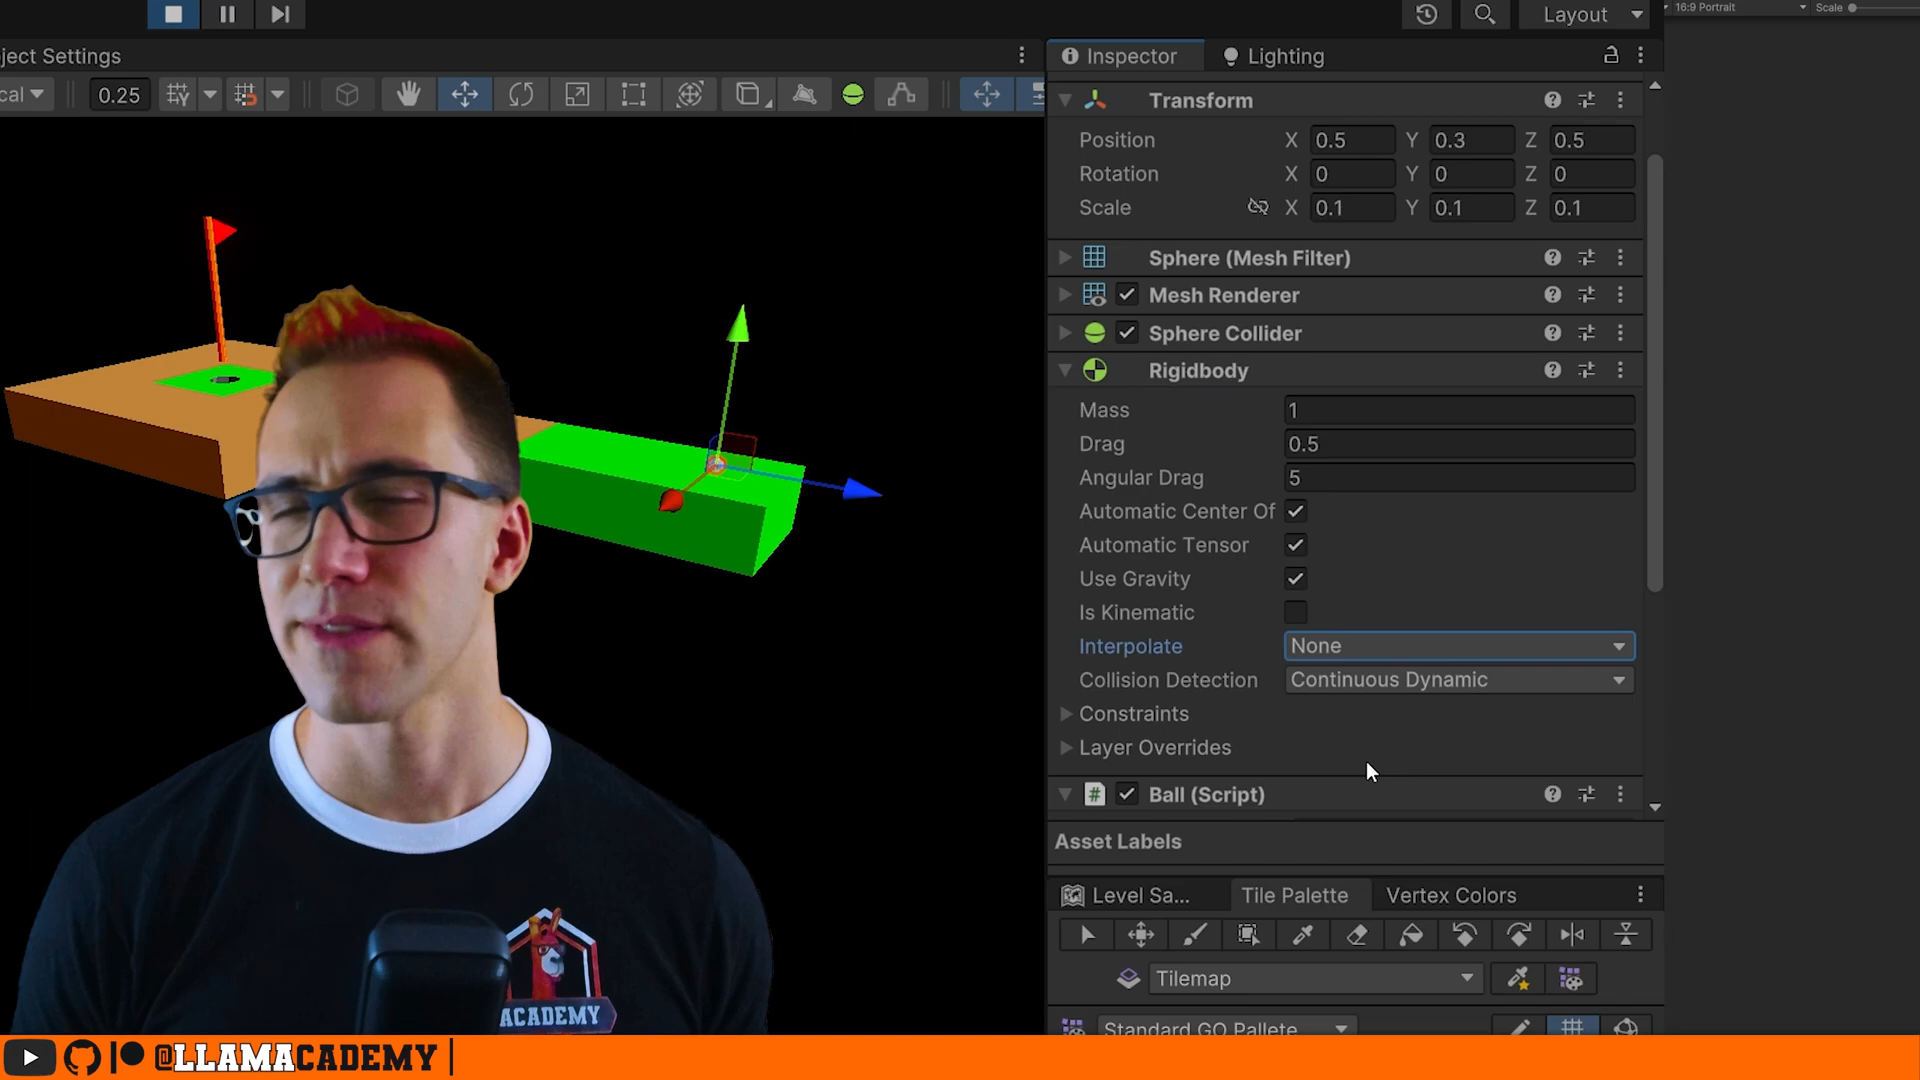 16:9 Portrait
Scale
Layout
ject Settings
Inspector
Lighting
cal
0.25
Transform
Position X 0.5 Y 0.3 Z 0.5
Rotation X 0 Y 0 Z 0
Scale X 0.1 Y 0.1 Z 0.1
Sphere (Mesh Filter)
Mesh Renderer
Sphere Collider
Rigidbody
Mass 1
Drag 0.5
Angular Drag 5
Automatic Center Of
Automatic Tensor
Use Gravity
Is Kinematic
Interpolate None
Collision Detection Continuous Dynamic
Constraints
Layer Overrides
# Ball (Script)
Asset Labels
Level Sa...
Tile Palette
Vertex Colors
Tilemap
Standard GO Pallete
ACADEMY
@LLAMACADEMY